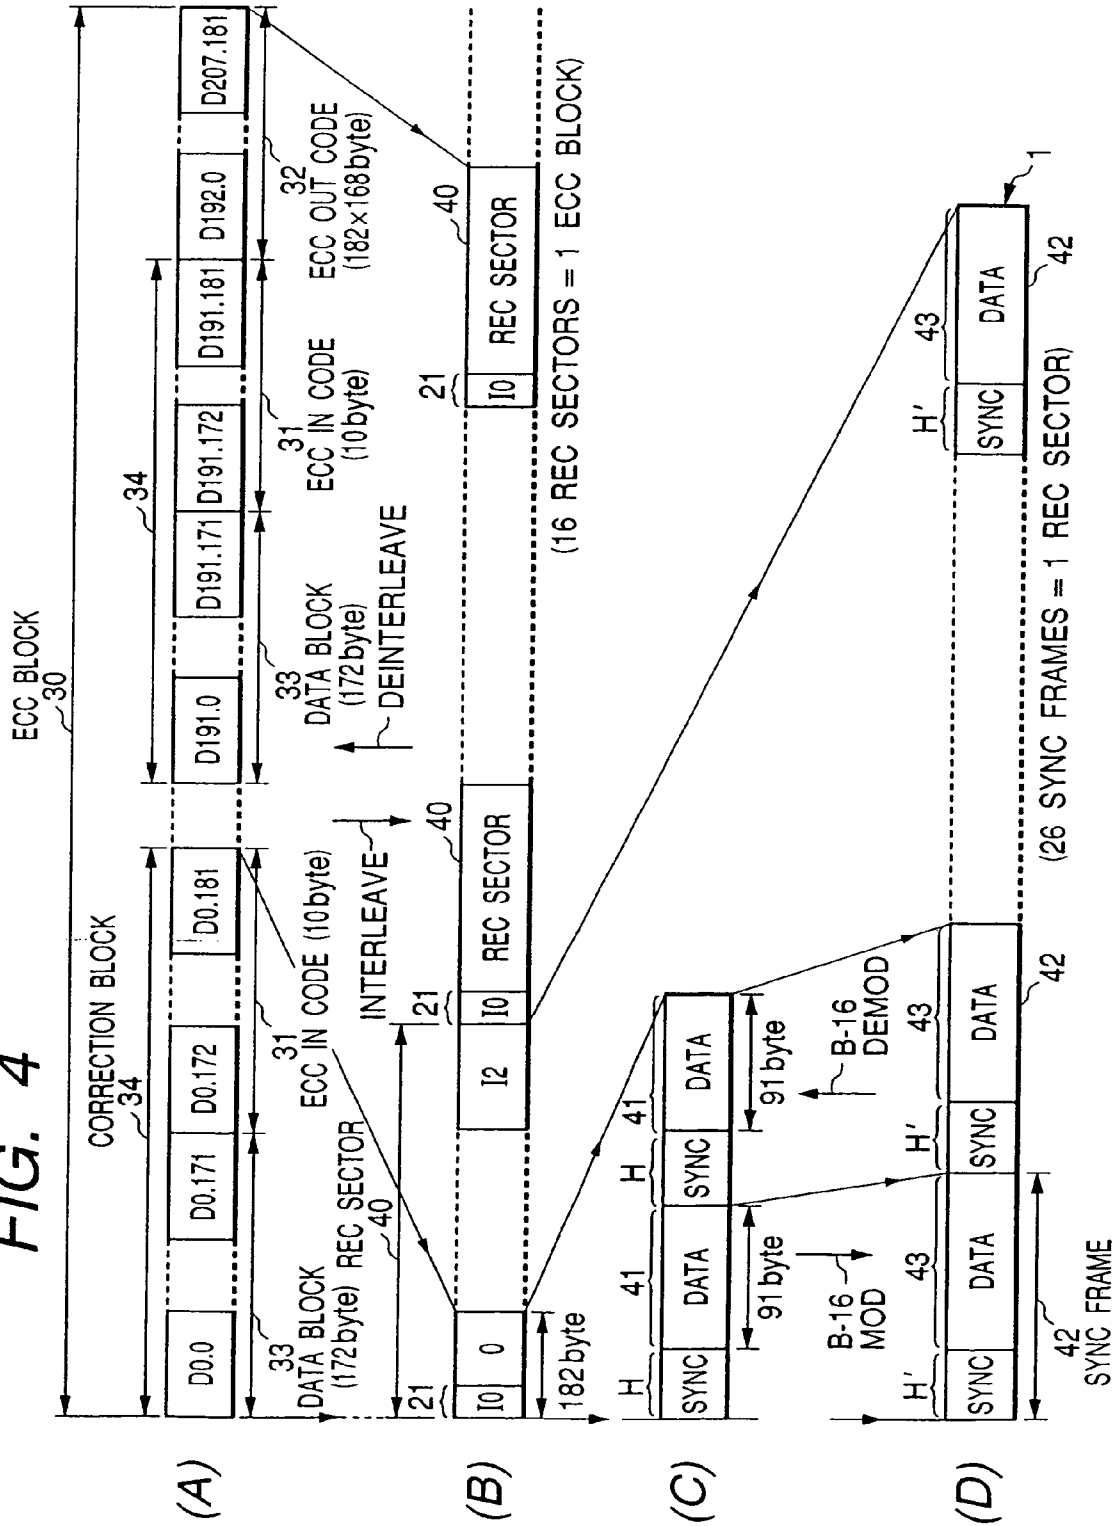 FIG. 4
(A)
ECC BLOCK
30
CORRECTION BLOCK
34
34
D0.0
D0.171
D0.172
D0.181
D191.0
D191.171
D191.172
D191.181
D192.0
D207.181
33
DATA BLOCK
(172byte)
31
ECC IN CODE (10byte)
33
DATA BLOCK
(172byte)
31
ECC IN CODE
(10byte)
32
ECC OUT CODE
(182×168byte)
REC SECTOR
40
INTERLEAVE
DEINTERLEAVE
(B)
21
I0
0
I2
21
I0
REC SECTOR
40
21
I0
REC SECTOR
40
182byte
(16 REC SECTORS = 1 ECC BLOCK)
(C)
H
SYNC
41
DATA
H
SYNC
41
DATA
91byte
91byte
B-16
MOD
B-16
DEMOD
(D)
H'
SYNC
43
DATA
H'
SYNC
43
DATA
H'
SYNC
43
DATA
1
42
SYNC FRAME
42
42
(26 SYNC FRAMES = 1 REC SECTOR)